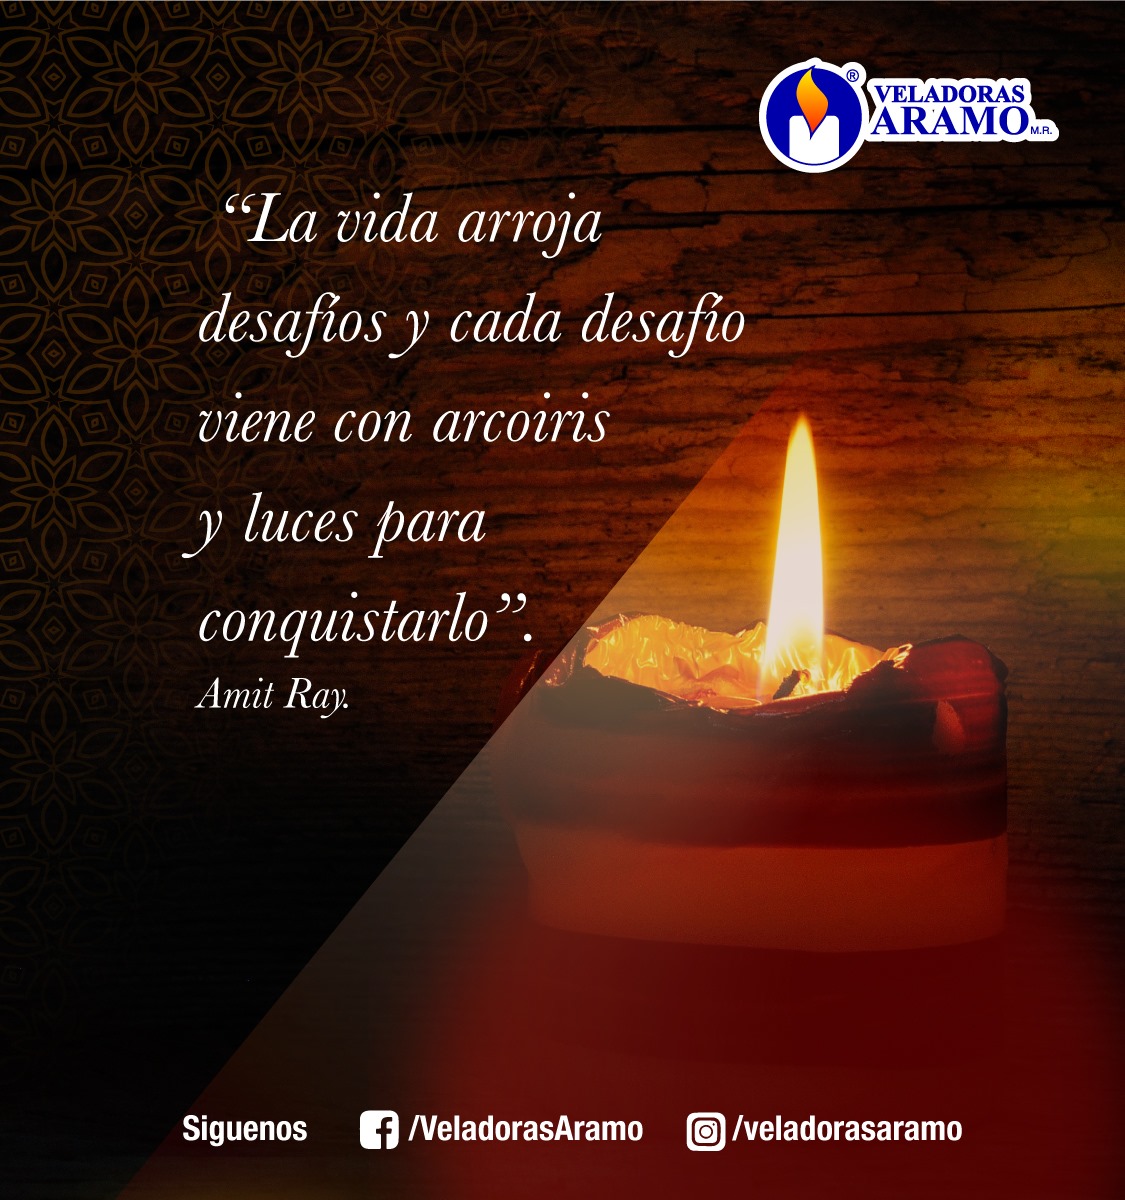 VELADORAS
ARAMO M.R.
®
“La vida arroja
desafíos y cada desafío
viene con arcoiris
y luces para
conquistarlo”.
Amit Ray.
Siguenos /VeladorasAramo /veladorasaramo